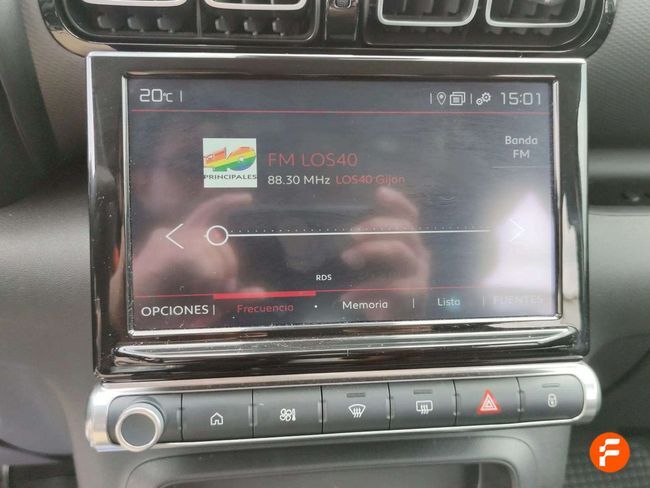 20°C
15:01
40
PRINCIPALES
FM LOS40
88.30 MHz LOS40 Gijon
Banda
FM
RDS
OPCIONES
Frecuencia
Memoria
Lista
FUENTES